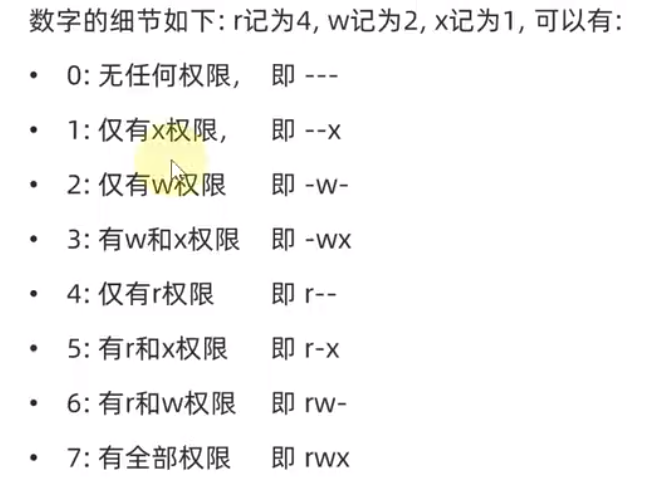 数字的细节如下: r记为4, w记为2, x记为1, 可以有:
• 0: 无任何权限, 即 ---
• 1: 仅有x权限, 即 --x
• 2: 仅有w权限 即 -w-
• 3: 有w和x权限 即 -wx
• 4: 仅有r权限 即 r--
• 5: 有r和x权限 即 r-x
• 6: 有r和w权限 即 rw-
• 7: 有全部权限 即 rwx